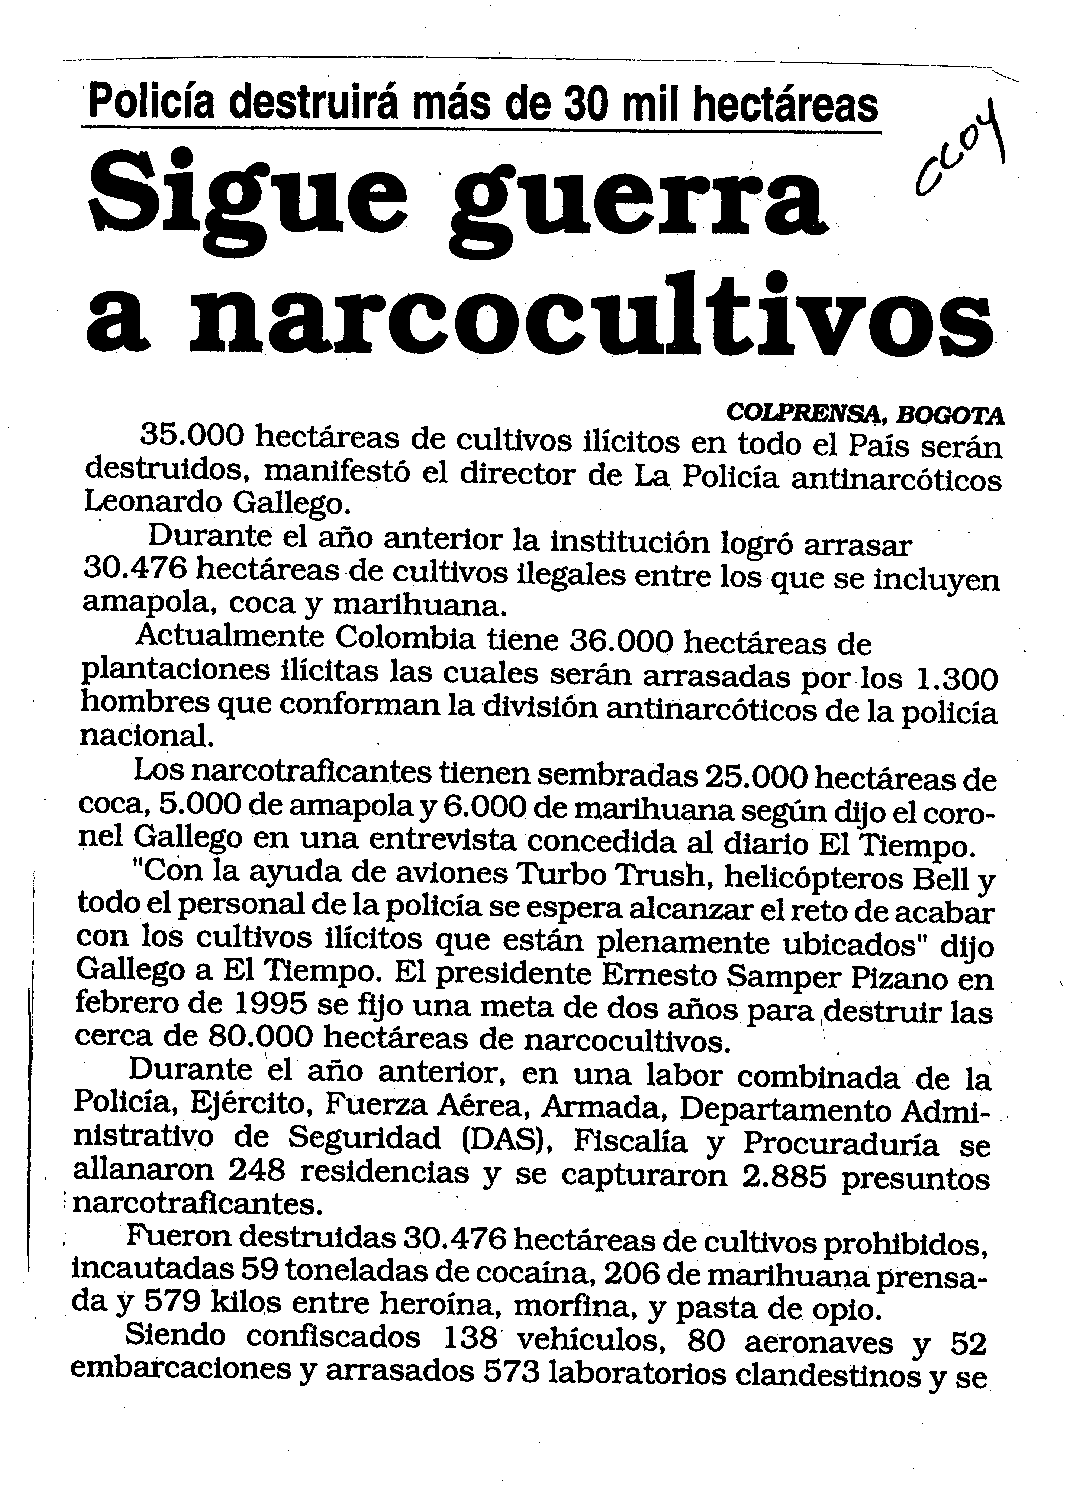 Policía destruirá más de 30 mil hectáreas
CCOY
Sigue guerra
a narcocultivos
COLPRENSA, BOGOTA
35.000 hectáreas de cultivos ilícitos en todo el País serán
destruidos, manifestó el director de La Policía antinarcóticos
Leonardo Gallego.
Durante el año anterior la institución logró arrasar
30.476 hectáreas de cultivos ilegales entre los que se incluyen
amapola, coca y marihuana.
Actualmente Colombia tiene 36.000 hectáreas de
plantaciones ilícitas las cuales serán arrasadas por los 1.300
hombres que conforman la división antinarcóticos de la policía
nacional.
Los narcotraficantes tienen sembradas 25.000 hectáreas de
coca, 5.000 de amapola y 6.000 de marihuana según dijo el coro-
nel Gallego en una entrevista concedida al diario El Tiempo.
"Con la ayuda de aviones Turbo Trush, helicópteros Bell y
todo el personal de la policía se espera alcanzar el reto de acabar
con los cultivos ilícitos que están plenamente ubicados" dijo
Gallego a El Tiempo. El presidente Ernesto Samper Pizano en
febrero de 1995 se fijo una meta de dos años para destruir las
cerca de 80.000 hectáreas de narcocultivos.
Durante el año anterior, en una labor combinada de la
Policía, Ejército, Fuerza Aérea, Armada, Departamento Admi-
nistrativo de Seguridad (DAS), Fiscalía y Procuraduría se
allanaron 248 residencias y se capturaron 2.885 presuntos
narcotraficantes.
Fueron destruidas 30.476 hectáreas de cultivos prohibidos,
incautadas 59 toneladas de cocaína, 206 de marihuana prensa-
da y 579 kilos entre heroína, morfina, y pasta de opio.
Siendo confiscados 138 vehículos, 80 aeronaves y 52
embarcaciones y arrasados 573 laboratorios clandestinos y se